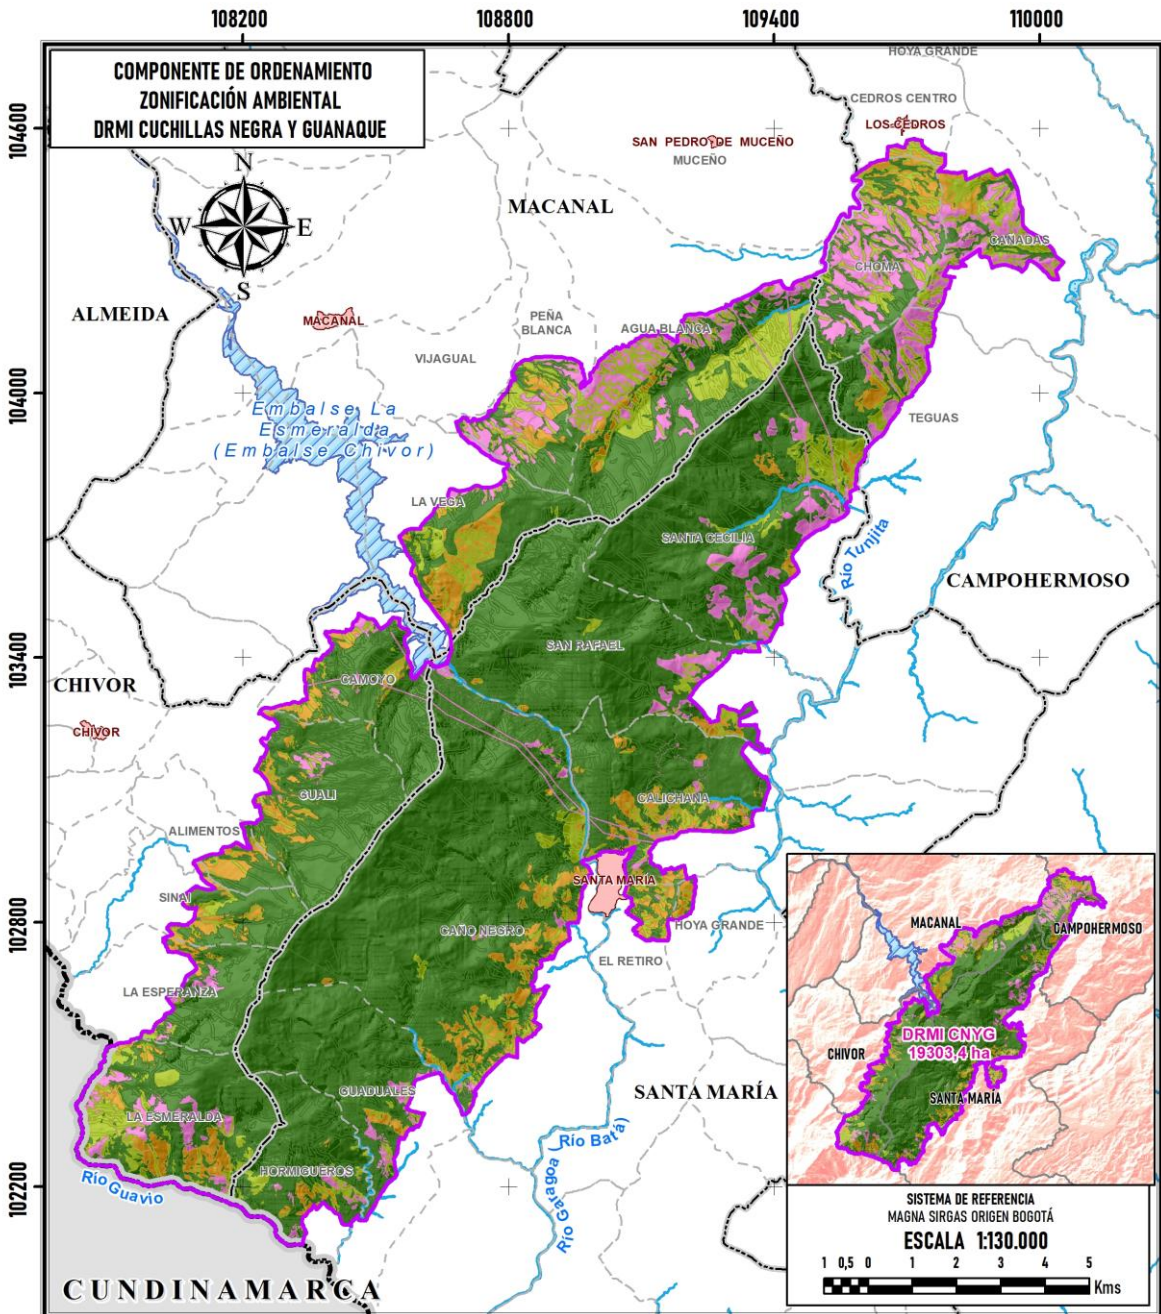 108200
108800
109400
110000
COMPONENTE DE ORDENAMIENTO
ZONIFICACIÓN AMBIENTAL
DRMI CUCHILLAS NEGRA Y GUANAQUE
HOYA GRANDE
CEDROS CENTRO
LOS CEDROS
104600
SAN PEDRO DE MUCEÑO
MUCEÑO
N
W
E
S
MACANAL
CAÑADAS
CHOMA
ALMEIDA
MACANAL
PEÑA
BLANCA
AGUA BLANCA
VIJAGUAL
104000
Embalse La
Esmeralda
(Embalse Chivor)
TEGUAS
LA VEGA
SANTA CECILIA
Río Tunjita
CAMPOHERMOSO
103400
SAN RAFAEL
CHIVOR
CAMOYO
CHIVOR
GUALI
CALICHANA
ALIMENTOS
SANTA MARÍA
SINAI
102800
CAÑO NEGRO
HOYA GRANDE
EL RETIRO
LA ESPERANZA
GUADUALES
SANTA MARÍA
LA ESMERALDA
Río Garagoa (Río Batá)
HORMIGUEROS
102200
Río Guavio
CUNDINAMARCA
MACANAL
CAMPOHERMOSO
DRMI CNYG
19303,4 ha
CHIVOR
SANTA MARÍA
SISTEMA DE REFERENCIA
MAGNA SIRGAS ORIGEN BOGOTÁ
ESCALA 1:130.000
1 0,5 0 1 2 3 4 5
Kms